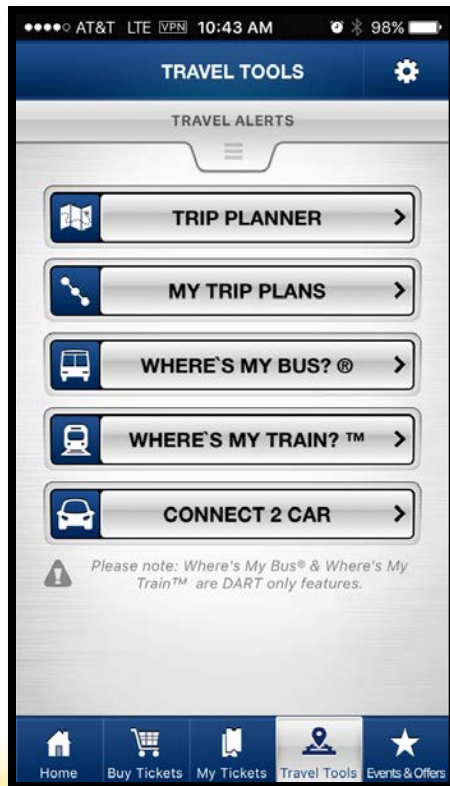 AT&T LTE VPN 10:43 AM 98%
TRAVEL TOOLS
TRAVEL ALERTS
TRIP PLANNER
MY TRIP PLANS
WHERE`S MY BUS? ®
WHERE`S MY TRAIN? ™
CONNECT 2 CAR
Please note: Where's My Bus® & Where's My
Train™ are DART only features.
Home Buy Tickets My Tickets Travel Tools Events & Offers